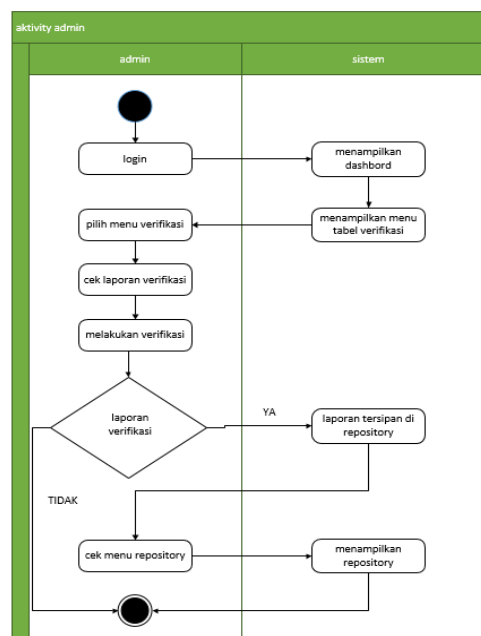 aktivity admin
admin
sistem
login
menampilkan
dashbord
pilih menu verifikasi
menampilkan menu
tabel verifikasi
cek laporan verifikasi
melakukan verifikasi
laporan
verifikasi
YA
laporan tersipan di
repository
TIDAK
cek menu repository
menampilkan
repository